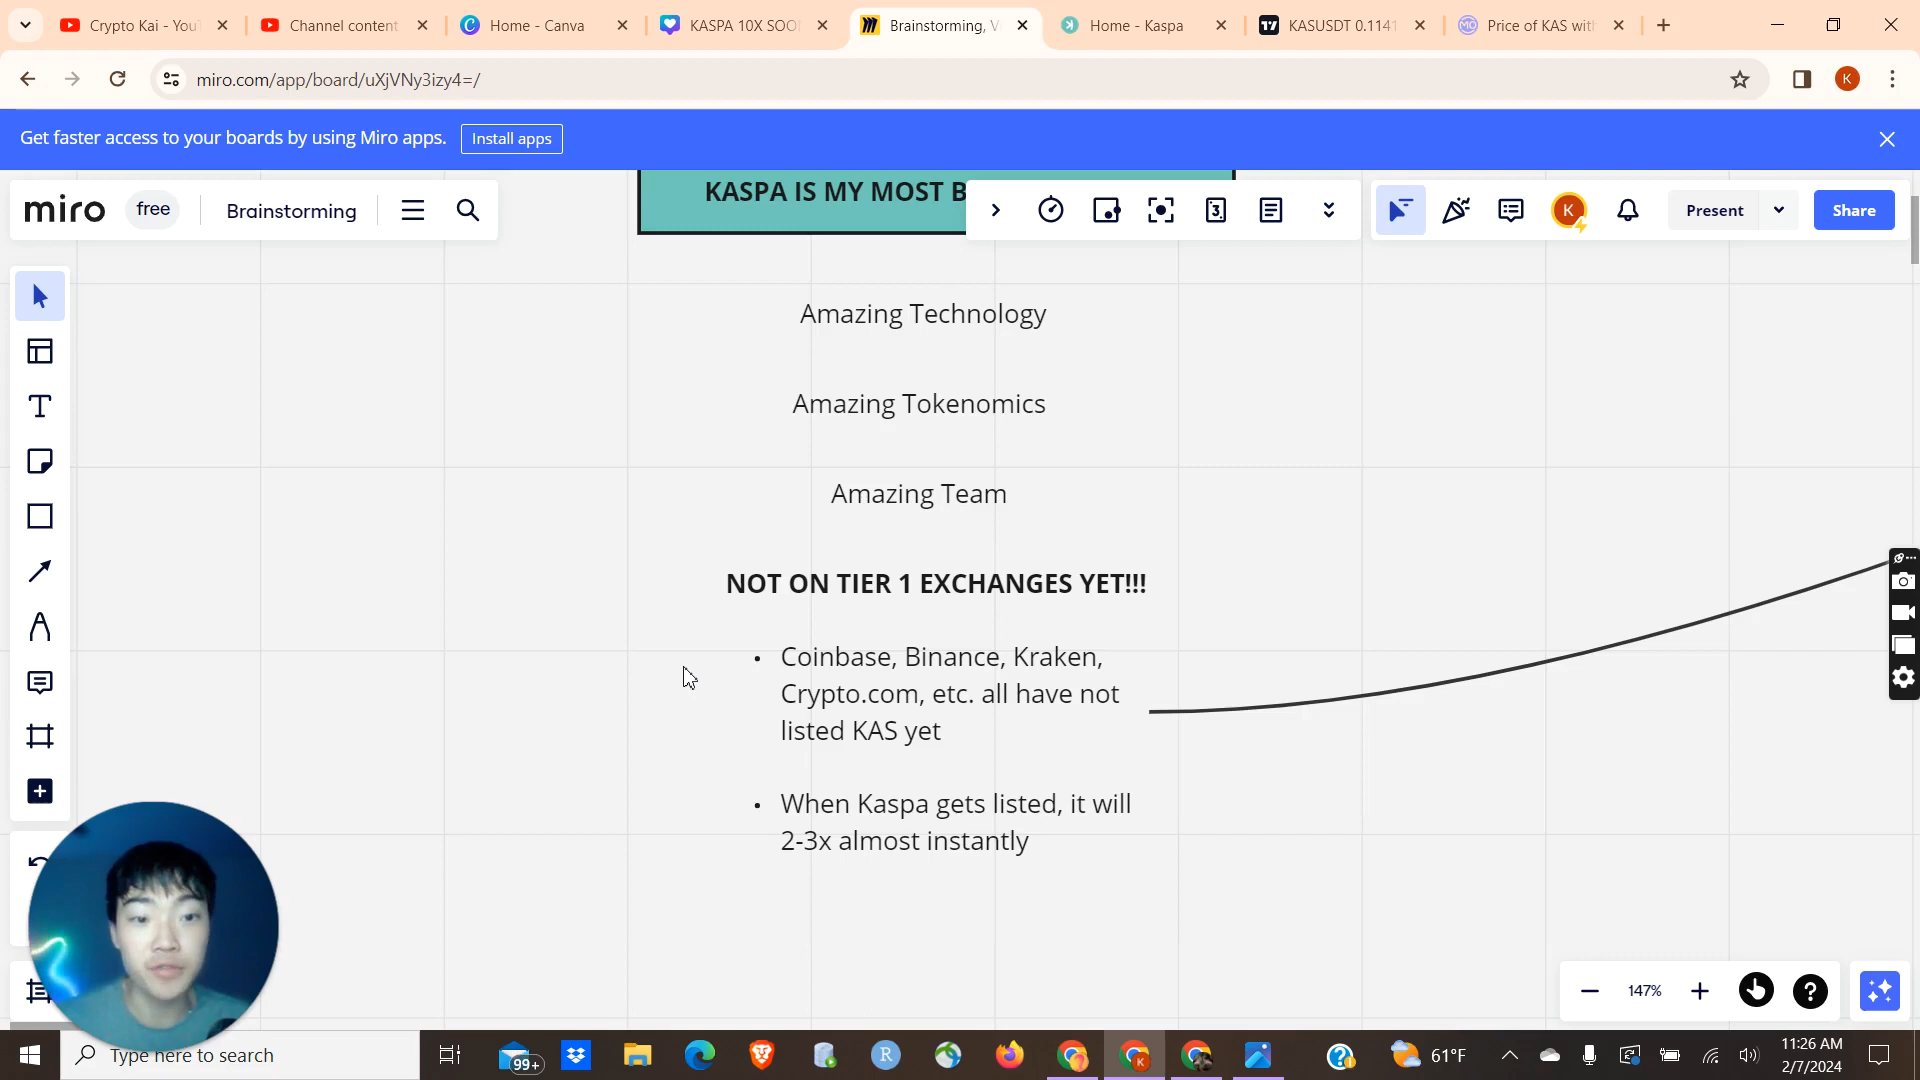 Crypto Kai - You
Channel content
Home - Canva
KASPA 10X SOO
Brainstorming, V
Home - Kaspa
KASUSDT 0.1141
Price of KAS wit
miro.com/app/board/uXjVNy3izy4=/
K
Get faster access to your boards by using Miro apps.
Install apps
miro
free
Brainstorming
KASPA IS MY MOST B
3
K
Present
Share
Amazing Technology
Amazing Tokenomics
Amazing Team
NOT ON TIER 1 EXCHANGES YET!!!
• Coinbase, Binance, Kraken,
Crypto.com, etc. all have not
listed KAS yet
• When Kaspa gets listed, it will
2-3x almost instantly
147%
Type here to search
99+
61°F
11:26 AM
2/7/2024